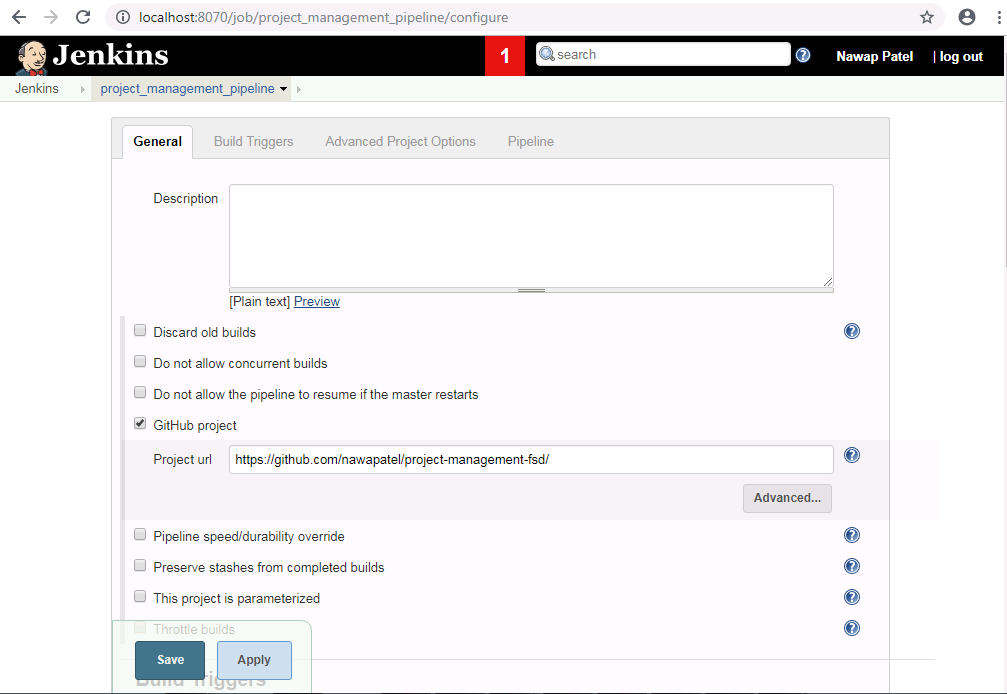 localhost:8070/job/project_management_pipeline/configure
Jenkins 1 search ? Nawap Patel | log out
Jenkins project_management_pipeline
General Build Triggers Advanced Project Options Pipeline
Description
[Plain text] Preview
Discard old builds ?
Do not allow concurrent builds
Do not allow the pipeline to resume if the master restarts
GitHub project
Project url https://github.com/nawapatel/project-management-fsd/ ?
Advanced...
Pipeline speed/durability override ?
Preserve stashes from completed builds ?
This project is parameterized ?
Throttle builds ?
Save Apply
Build Triggers